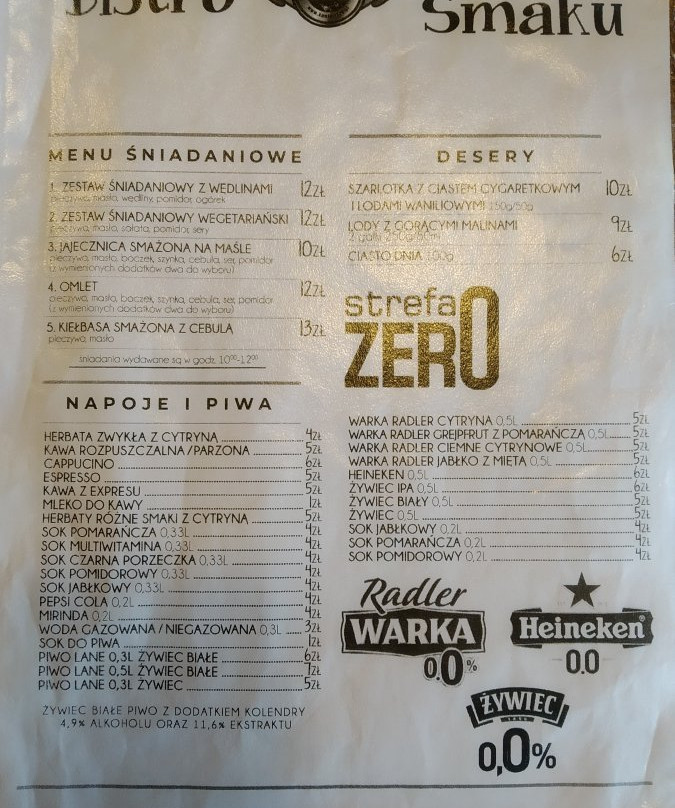 Bistro Smaku
MENU ŚNIADANIOWE
1. ZESTAW ŚNIADANIOWY Z WEDLINAMI 12ZŁ
pieczywo, masło, wędliny, pomidor, ogórek
2. ZESTAW ŚNIADANIOWY WEGETARIAŃSKI 12ZŁ
pieczywo, masło, sałata, pomidor, sery
3. JAJECZNICA SMAŻONA NA MAŚLE 10ZŁ
pieczywo, masło, boczek, szynka, cebula, ser, pomidor
(z wymienionych dodatków dwa do wyboru)
4. OMLET 12ZŁ
pieczywo, masło, boczek, szynka, cebula, ser, pomidor
(z wymienionych dodatków dwa do wyboru)
5. KIEŁBASA SMAŻONA Z CEBULĄ 13ZŁ
pieczywo, masło
śniadania wydawane są w godz. 10⁰⁰-12⁰⁰
NAPOJE I PIWA
HERBATA ZWYKŁA Z CYTRYNĄ 4ZŁ
KAWA ROZPUSZCZALNA / PARZONA 5ZŁ
CAPPUCINO 6ZŁ
ESPRESSO 5ZŁ
KAWA Z EXPRESU 5ZŁ
MLEKO DO KAWY 1ZŁ
HERBATY RÓŻNE SMAKI Z CYTRYNĄ 5ZŁ
SOK POMARAŃCZA 0,33L 4ZŁ
SOK MULTIWITAMINA 0,33L 4ZŁ
SOK CZARNA PORZECZKA 0,33L 4ZŁ
SOK POMIDOROWY 0,33L 4ZŁ
SOK JABŁKOWY 0,33L 4ZŁ
PEPSI COLA 0,2L 4ZŁ
MIRINDA 0,2L 4ZŁ
WODA GAZOWANA / NIEGAZOWANA 0,3L 3ZŁ
SOK DO PIWA 1ZŁ
PIWO LANE 0,3L ŻYWIEC BIAŁE 6ZŁ
PIWO LANE 0,5L ŻYWIEC BIAŁE 7ZŁ
PIWO LANE 0,3L ŻYWIEC 5ZŁ
ŻYWIEC BIAŁE PIWO Z DODATKIEM KOLENDRY
4,9% ALKOHOLU ORAZ 11,6% EKSTRAKTU
DESERY
SZARLOTKA Z CIASTEM CYGARETKOWYM 10ZŁ
I LODAMI WANILIOWYMI 150g/50g
LODY Z GORĄCYMI MALINAMI 9ZŁ
CIASTO DNIA 100g 6ZŁ
strefa
ZERO
WARKA RADLER CYTRYNA 0,5L 5ZŁ
WARKA RADLER GREJPFRUT Z POMARAŃCZĄ 0,5L 5ZŁ
WARKA RADLER CIEMNE CYTRYNOWE 0,5L 5ZŁ
WARKA RADLER JABŁKO Z MIĘTĄ 0,5L 5ZŁ
HEINEKEN 0,5L 6ZŁ
ŻYWIEC IPA 0,5L 6ZŁ
ŻYWIEC BIAŁY 0,5L 5ZŁ
ŻYWIEC 0,5L 5ZŁ
SOK JABŁKOWY 0,2L 4ZŁ
SOK POMARAŃCZA 0,2L 4ZŁ
SOK POMIDOROWY 0,2L 4ZŁ
Radler
WARKA
0.0%
Heineken
0.0
ŻYWIEC
0,0%